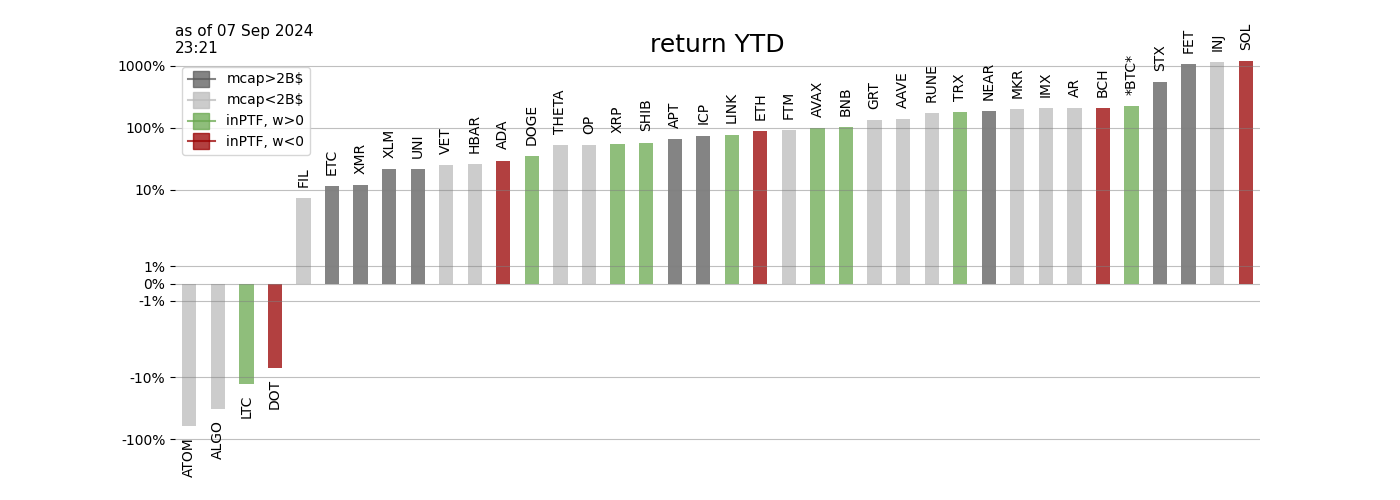 as of 07 Sep 2024
23:21
return YTD
mcap>2B$
mcap<2B$
inPTF, w>0
inPTF, w<0
1000%
100%
10%
1%
0%
-1%
-10%
-100%
ATOM
ALGO
LTC
DOT
FIL
ETC
XMR
XLM
UNI
VET
HBAR
ADA
DOGE
THETA
OP
XRP
SHIB
APT
ICP
LINK
ETH
FTM
AVAX
BNB
GRT
AAVE
RUNE
TRX
NEAR
MKR
IMX
AR
BCH
*BTC*
STX
FET
INJ
SOL